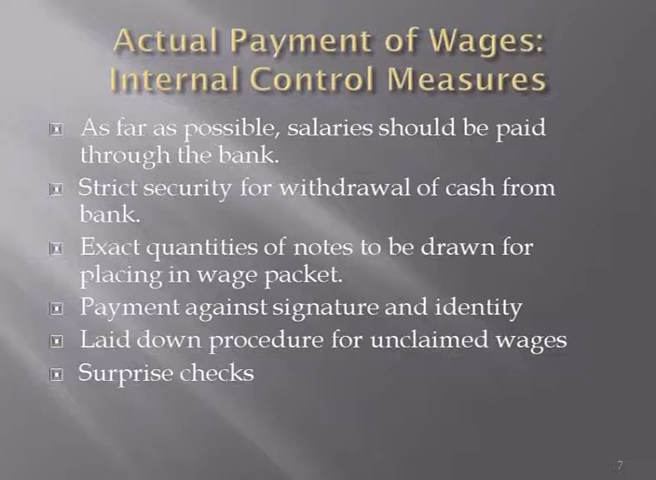 Actual Payment of Wages:
Internal Control Measures
As far as possible, salaries should be paid
through the bank.
Strict security for withdrawal of cash from
bank.
Exact quantities of notes to be drawn for
placing in wage packet.
Payment against signature and identity
Laid down procedure for unclaimed wages
Surprise checks
7